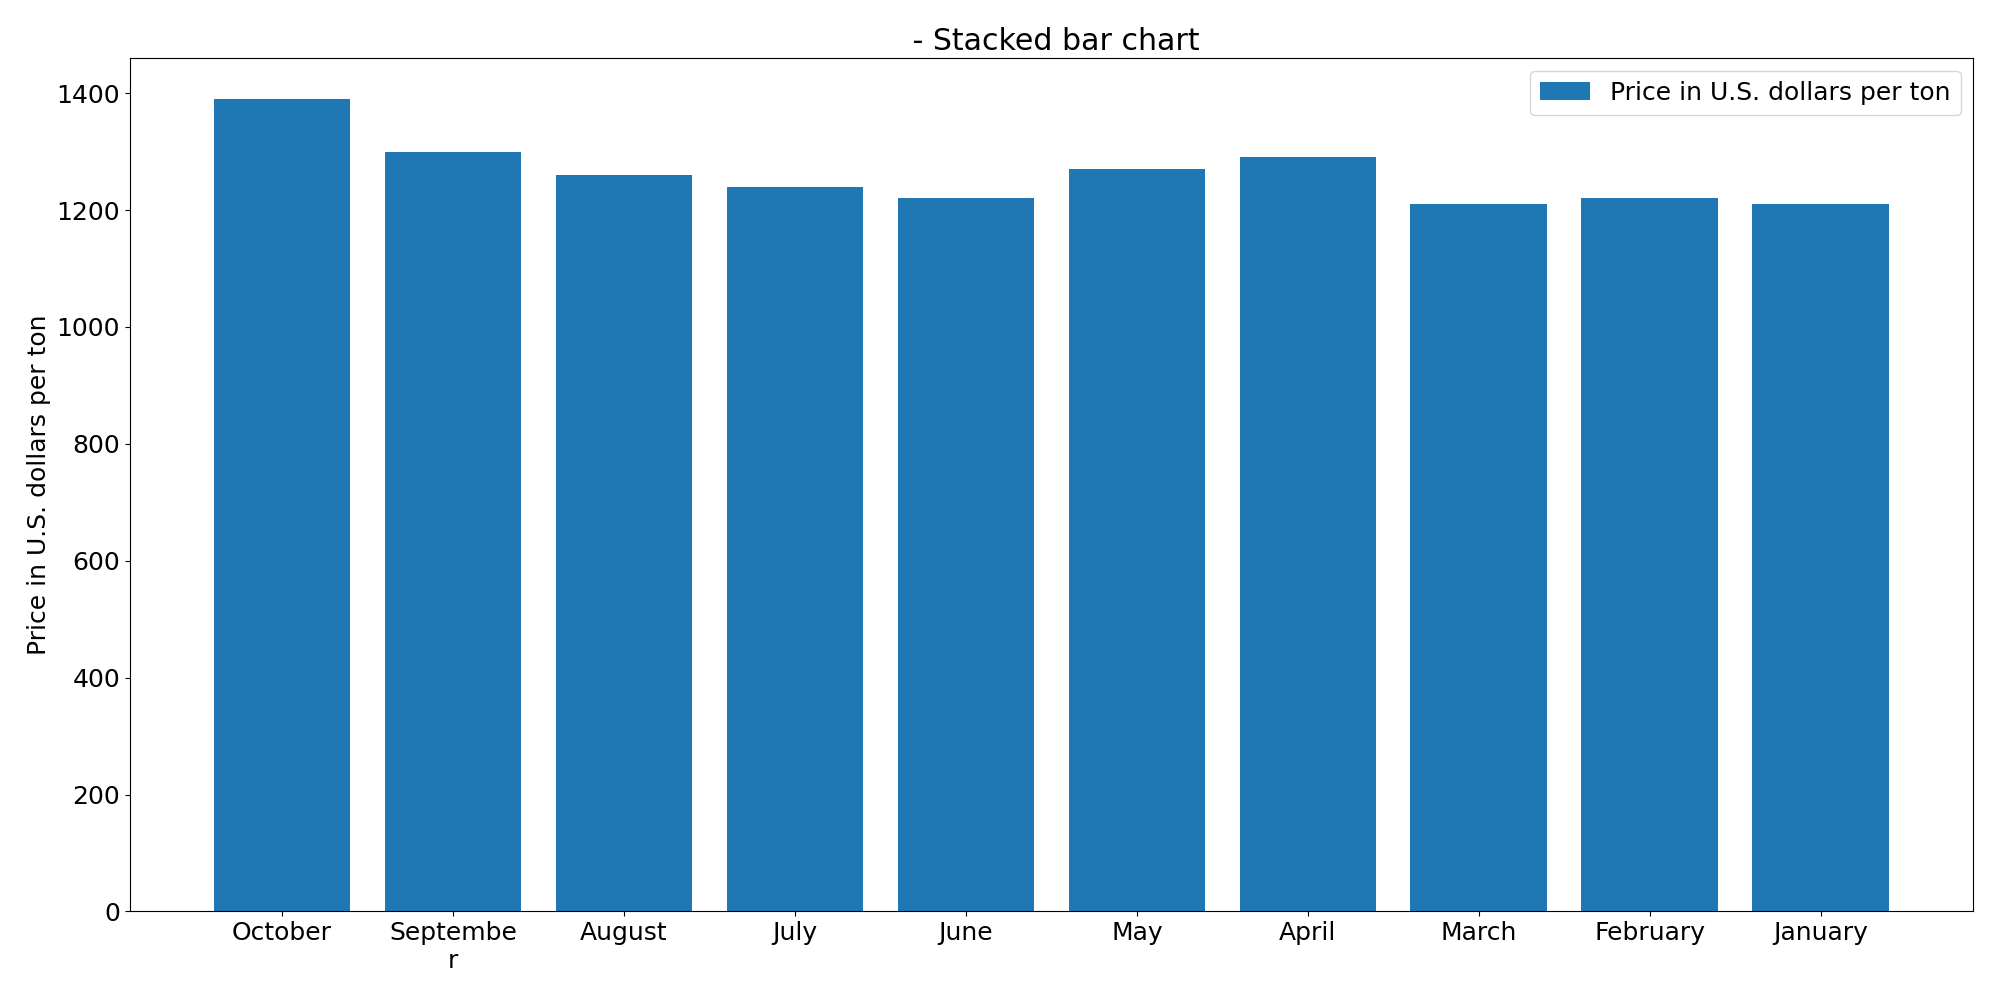 - Stacked bar chart
Price in U.S. dollars per ton
Price in U.S. dollars per ton
1400
1200
1000
800
600
400
200
0
October
Septembe
r
August
July
June
May
April
March
February
January